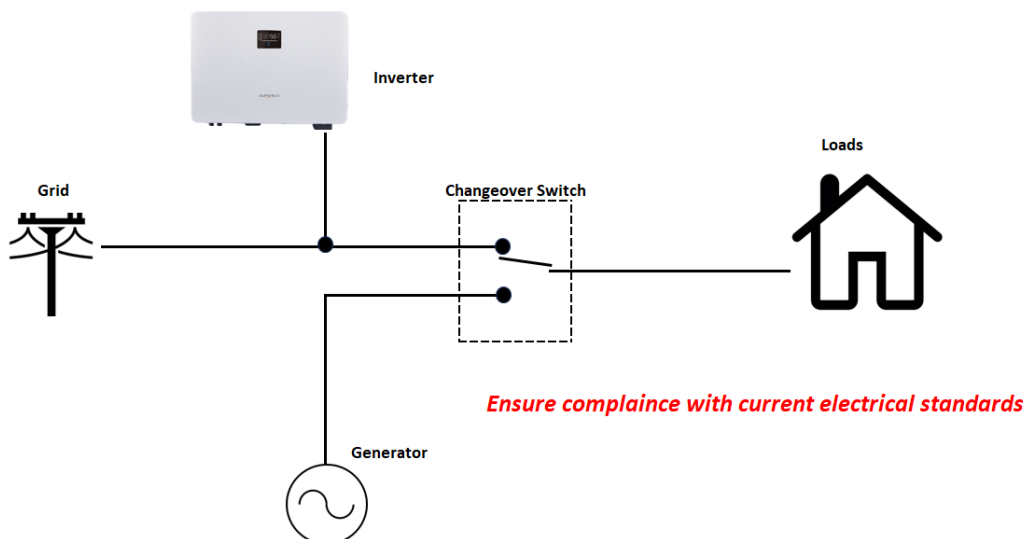 Inverter
Loads
Grid
Changeover Switch
Ensure complaince with current electrical standards
Generator